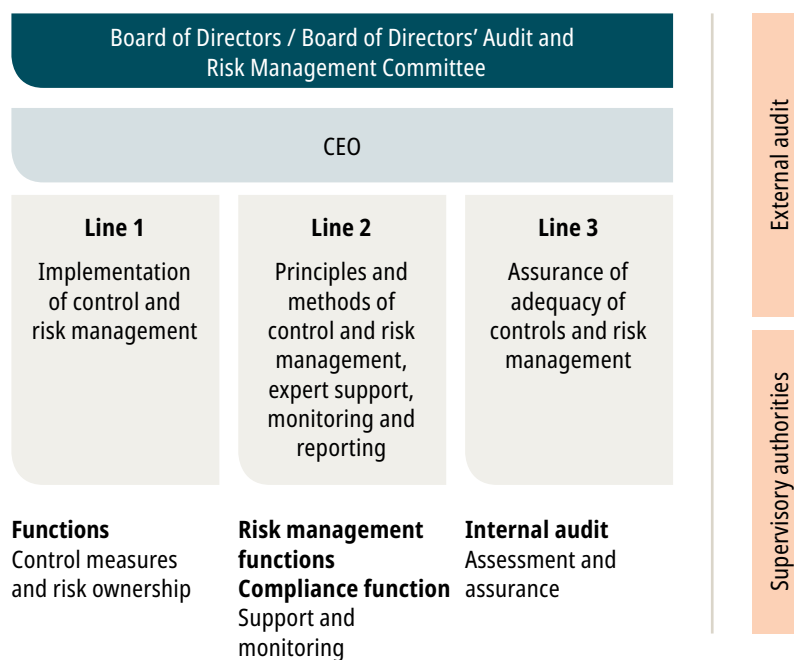 Board of Directors / Board of Directors’ Audit and
Risk Management Committee
CEO
Line 1
Implementation
of control and
risk management
Line 2
Principles and
methods of
control and risk
management,
expert support,
monitoring and
reporting
Line 3
Assurance of
adequacy of
controls and risk
management
Functions
Control measures
and risk ownership
Risk management
functions
Compliance function
Support and
monitoring
Internal audit
Assessment and
assurance
External audit
Supervisory authorities